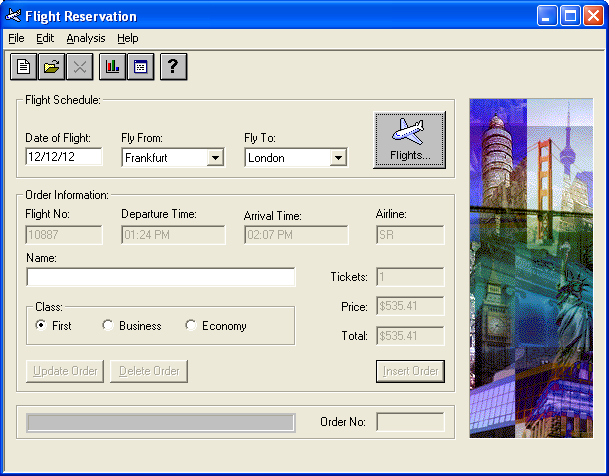 Flight Reservation
File Edit Analysis Help
?
Flight Schedule:
Date of Flight: Fly From: Fly To:
12/12/12 Frankfurt London
Flights...
Order Information:
Flight No: Departure Time: Arrival Time: Airline:
10887 01:24 PM 02:07 PM SR
Name:
Tickets: 1
Class:
First Business Economy
Price: $535.41
Total: $535.41
Update Order Delete Order Insert Order
Order No: